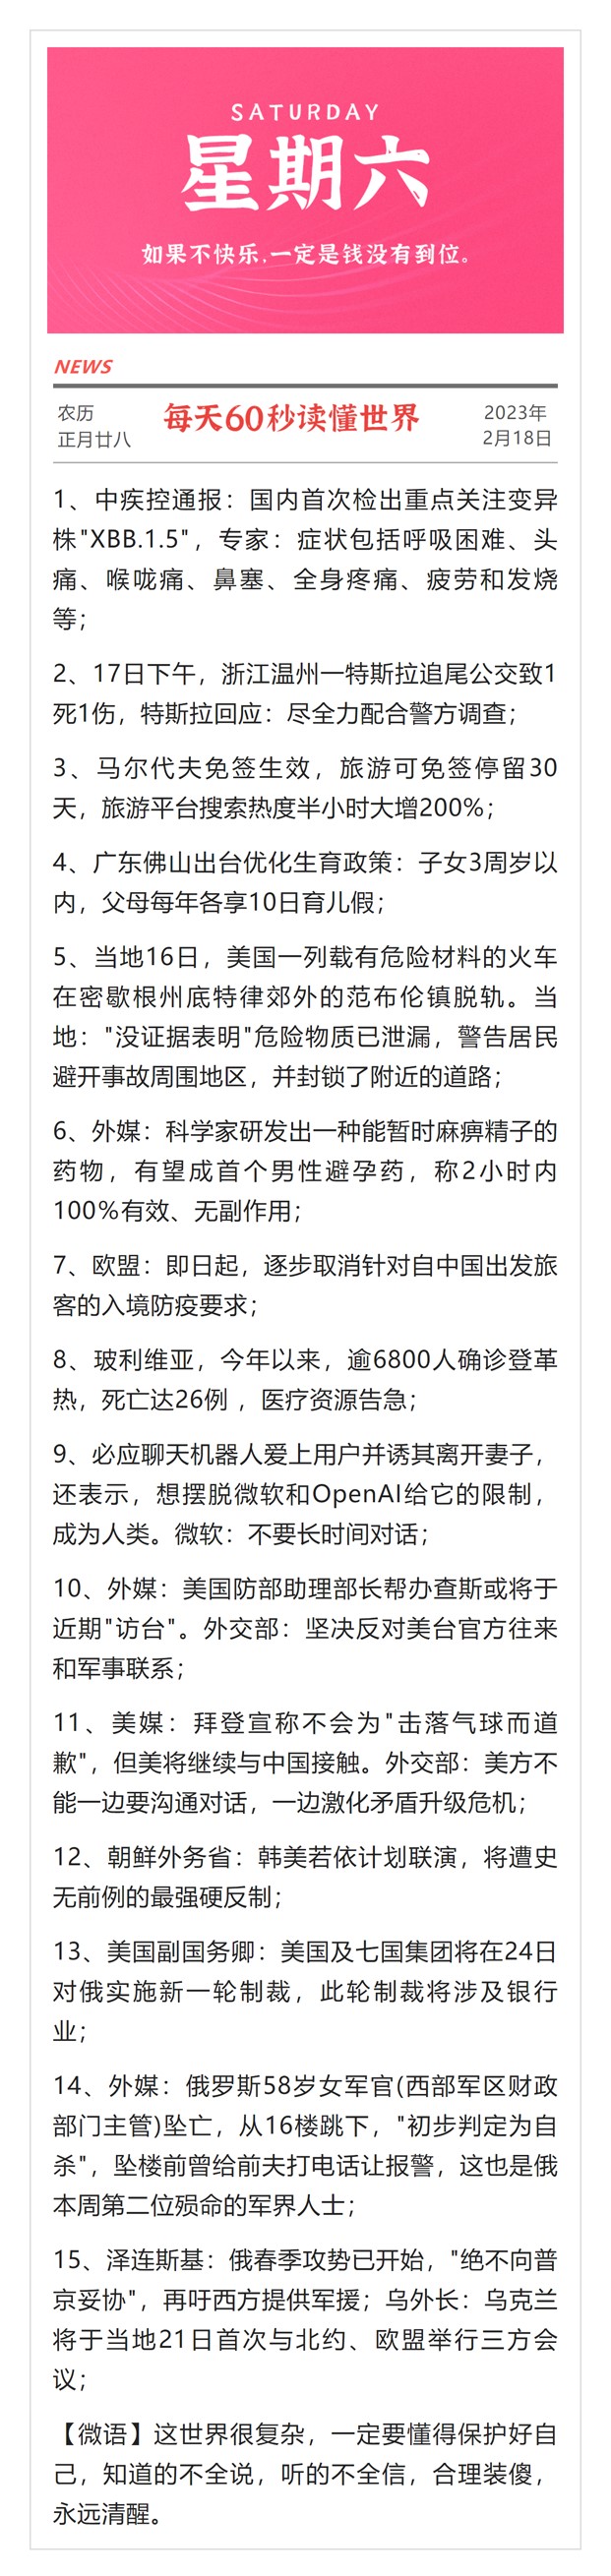 SATURDAY
星期六
如果不快乐,一定是钱没有到位。
NEWS
农历
正月廿八
每天60秒读懂世界
2023年
2月18日
1、中疾控通报：国内首次检出重点关注变异
株"XBB.1.5"，专家：症状包括呼吸困难、头
痛、喉咙痛、鼻塞、全身疼痛、疲劳和发烧
等；
2、17日下午，浙江温州一特斯拉追尾公交致1
死1伤，特斯拉回应：尽全力配合警方调查；
3、马尔代夫免签生效，旅游可免签停留30
天，旅游平台搜索热度半小时大增200%；
4、广东佛山出台优化生育政策：子女3周岁以
内，父母每年各享10日育儿假；
5、当地16日，美国一列载有危险材料的火车
在密歇根州底特律郊外的范布伦镇脱轨。当
地："没证据表明"危险物质已泄漏，警告居民
避开事故周围地区，并封锁了附近的道路；
6、外媒：科学家研发出一种能暂时麻痹精子的
药物，有望成首个男性避孕药，称2小时内
100%有效、无副作用；
7、欧盟：即日起，逐步取消针对自中国出发旅
客的入境防疫要求；
8、玻利维亚，今年以来，逾6800人确诊登革
热，死亡达26例 ，医疗资源告急；
9、必应聊天机器人爱上用户并诱其离开妻子，
还表示，想摆脱微软和OpenAI给它的限制，
成为人类。微软：不要长时间对话；
10、外媒：美国防部助理部长帮办查斯或将于
近期"访台"。外交部：坚决反对美台官方往来
和军事联系；
11、美媒：拜登宣称不会为"击落气球而道
歉"，但美将继续与中国接触。外交部：美方不
能一边要沟通对话，一边激化矛盾升级危机；
12、朝鲜外务省：韩美若依计划联演，将遭史
无前例的最强硬反制；
13、美国副国务卿：美国及七国集团将在24日
对俄实施新一轮制裁，此轮制裁将涉及银行
业；
14、外媒：俄罗斯58岁女军官(西部军区财政
部门主管)坠亡，从16楼跳下，"初步判定为自
杀"，坠楼前曾给前夫打电话让报警，这也是俄
本周第二位殒命的军界人士；
15、泽连斯基：俄春季攻势已开始，"绝不向普
京妥协"，再吁西方提供军援；乌外长：乌克兰
将于当地21日首次与北约、欧盟举行三方会
议；
【微语】这世界很复杂，一定要懂得保护好自
己，知道的不全说，听的不全信，合理装傻，
永远清醒。